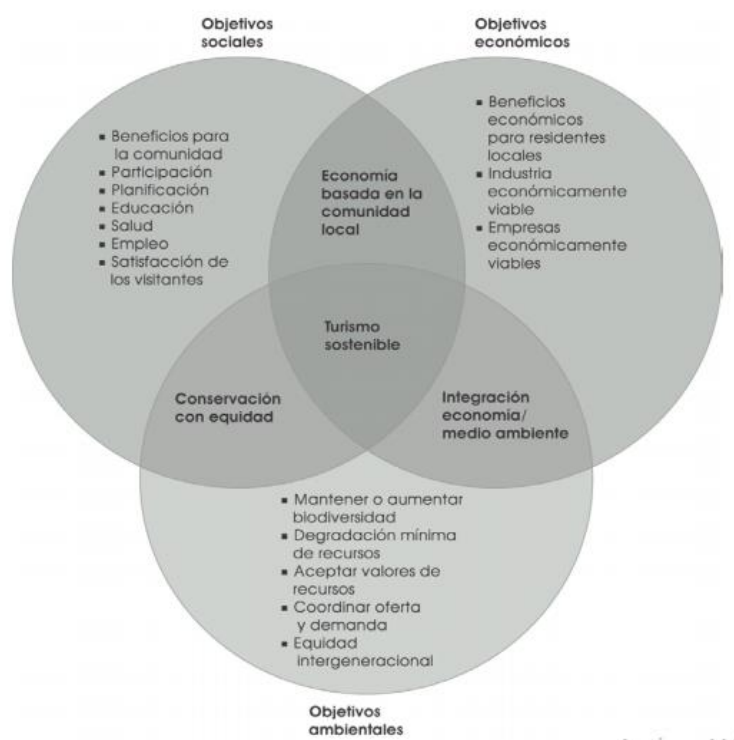 Objetivos
sociales
Objetivos
económicos
▪ Beneficios para
la comunidad
▪ Participación
▪ Planificación
▪ Educación
▪ Salud
▪ Empleo
▪ Satisfacción de
los visitantes
Economía
basada en la
comunidad
local
▪ Beneficios
económicos
para residentes
locales
▪ Industria
económicamente
viable
▪ Empresas
económicamente
viables
Turismo
sostenible
Conservación
con equidad
Integración
economía/
medio ambiente
▪ Mantener o aumentar
biodiversidad
▪ Degradación mínima
de recursos
▪ Aceptar valores de
recursos
▪ Coordinar oferta
y demanda
▪ Equidad
intergeneracional
Objetivos
ambientales